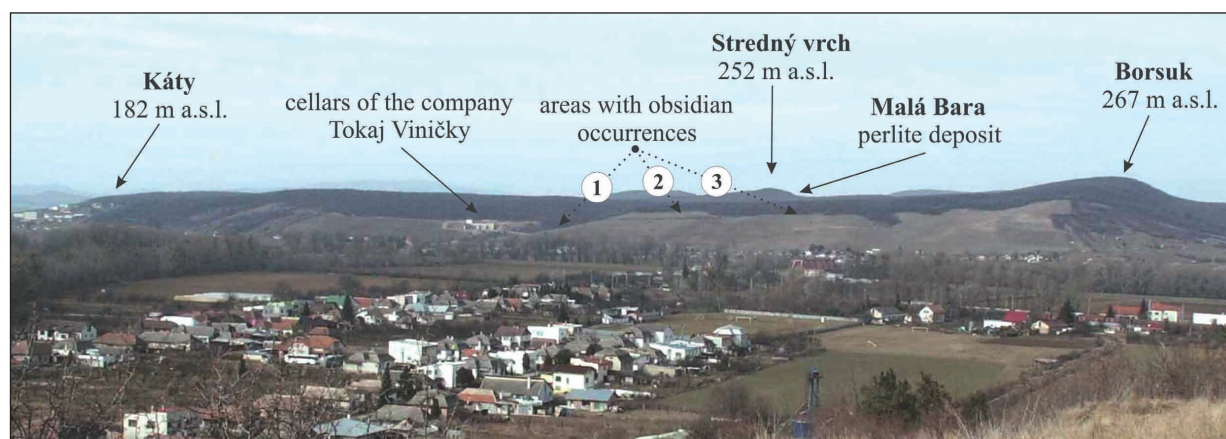 Káty
182 m a.s.l.
cellars of the company
Tokaj Viničky
areas with obsidian
occurrences
Stredný vrch
252 m a.s.l.
Malá Bara
perlite deposit
Borsuk
267 m a.s.l.
1
2
3